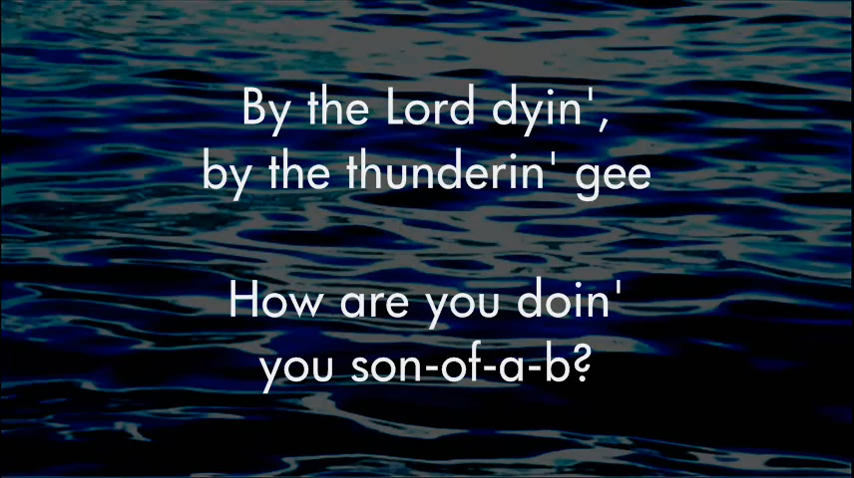 By the Lord dyin',
by the thunderin' gee
How are you doin'
you son-of-a-b?